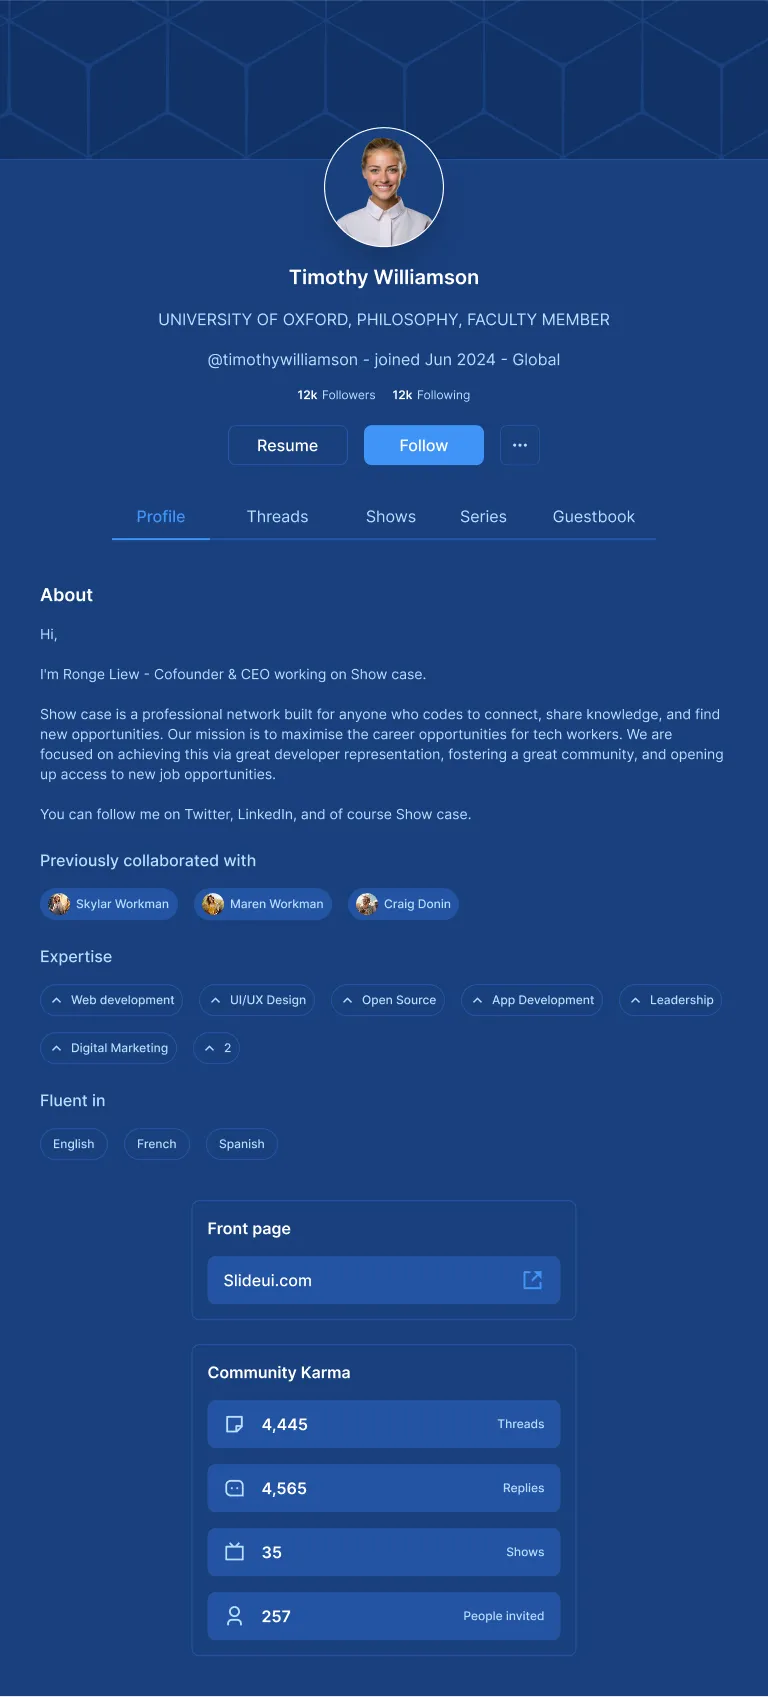 Timothy Williamson
UNIVERSITY OF OXFORD, PHILOSOPHY, FACULTY MEMBER
@timothywilliamson - joined Jun 2024 - Global
12k Followers 12k Following
Resume Follow
Profile Threads Shows Series Guestbook
About
Hi,
I'm Ronge Liew - Cofounder & CEO working on Show case.
Show case is a professional network built for anyone who codes to connect, share knowledge, and find
new opportunities. Our mission is to maximise the career opportunities for tech workers. We are
focused on achieving this via great developer representation, fostering a great community, and opening
up access to new job opportunities.
You can follow me on Twitter, LinkedIn, and of course Show case.
Previously collaborated with
Skylar Workman Maren Workman Craig Donin
Expertise
Web development UI/UX Design Open Source App Development Leadership
Digital Marketing 2
Fluent in
English French Spanish
Front page
Slideui.com
Community Karma
4,445 Threads
4,565 Replies
35 Shows
257 People invited